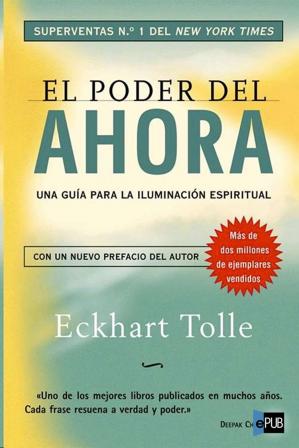 SUPERVENTAS N.º 1 DEL NEW YORK TIMES
EL PODER DEL
AHORA
UNA GUÍA PARA LA ILUMINACIÓN ESPIRITUAL
CON UN NUEVO PREFACIO DEL AUTOR
Más de
dos millones
de ejemplares
vendidos
Eckhart Tolle
«Uno de los mejores libros publicados en muchos años.
Cada frase resuena a verdad y poder.»
DEEPAK
ePUB